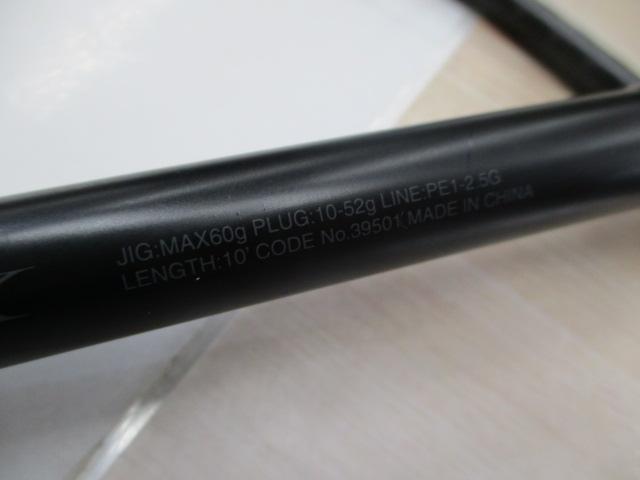 JIG:MAX60g PLUG:10-52g LINE:PE1-2.5G
LENGTH:10' CODE No.39501 MADE IN CHINA